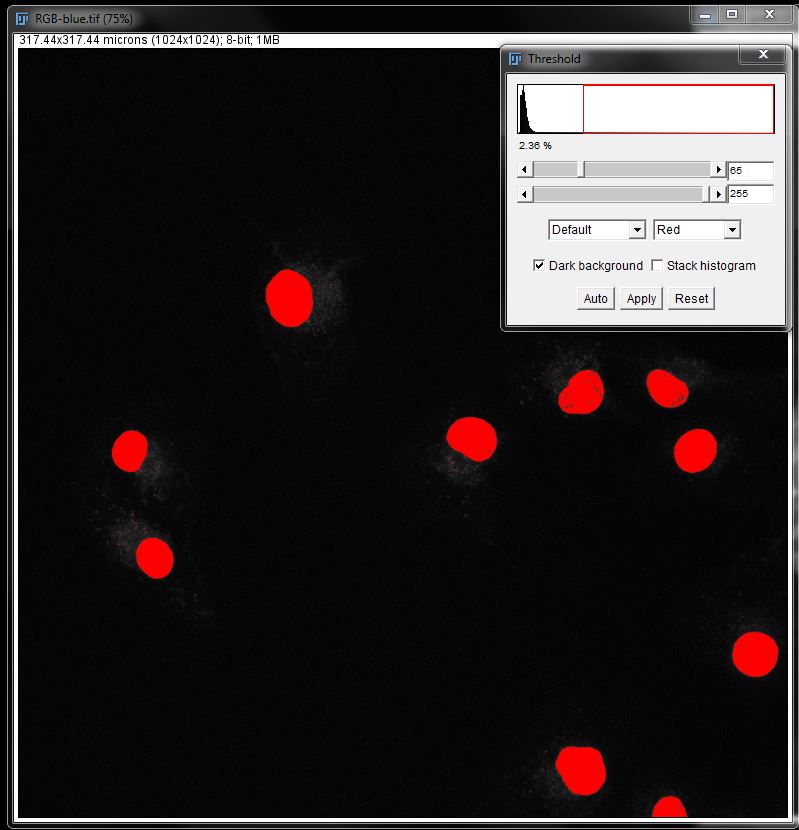 RGB-blue.tif (75%)
317.44x317.44 microns (1024x1024); 8-bit; 1MB
Threshold
2.36 %
65
255
Default Red
Dark background Stack histogram
Auto Apply Reset